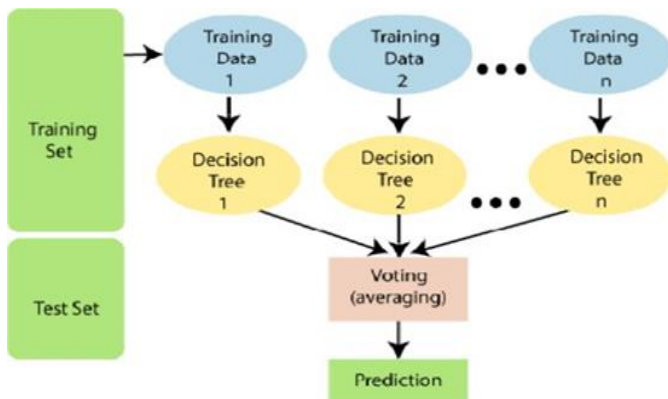 Training
Set
Training
Data
1
Training
Data
2
Training
Data
n
Decision
Tree
1
Decision
Tree
2
Decision
Tree
n
Test Set
Voting
(averaging)
Prediction